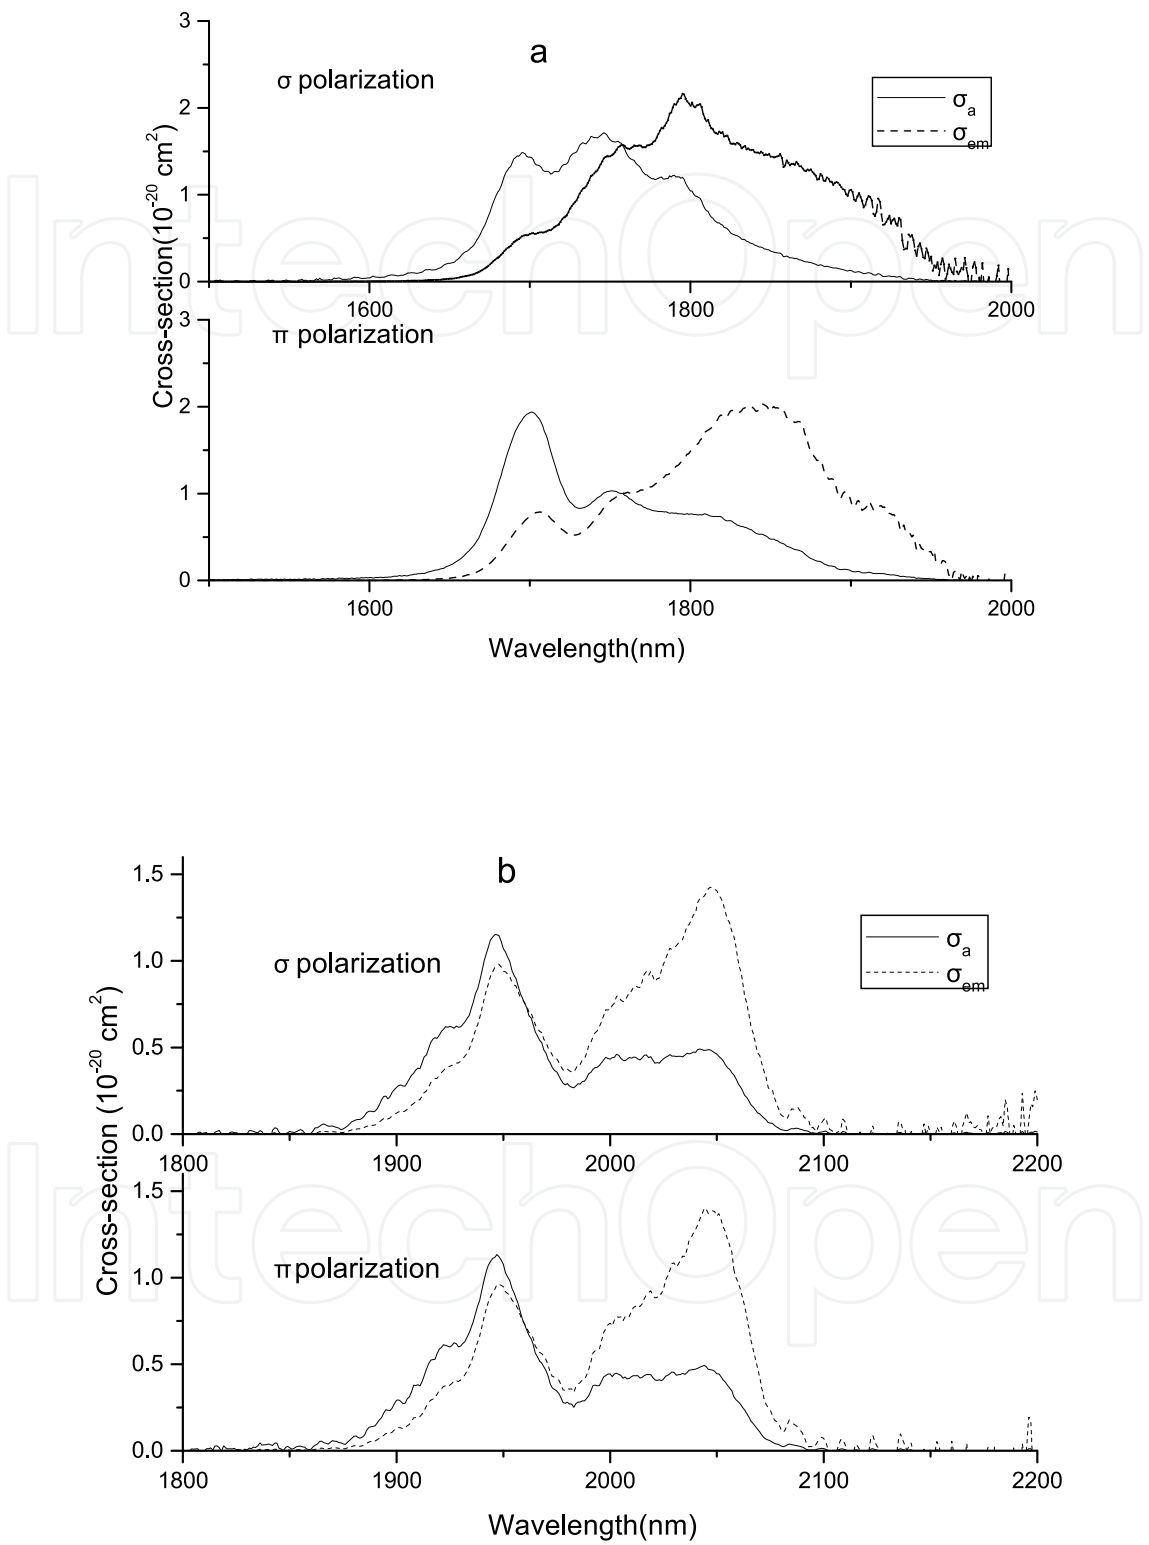 a
3
σ polarization
σa
σem
2
1
0
1600
1800
2000
Cross-section(10-20 cm2)
3
π polarization
2
1
0
1600
1800
2000
Wavelength(nm)
b
1.5
σ polarization
σa
σem
1.0
0.5
0.0
1800
1900
2000
2100
2200
Cross-section (10-20 cm2)
1.5
π polarization
1.0
0.5
0.0
1800
1900
2000
2100
2200
Wavelength(nm)
IntechOpen
IntechOpen